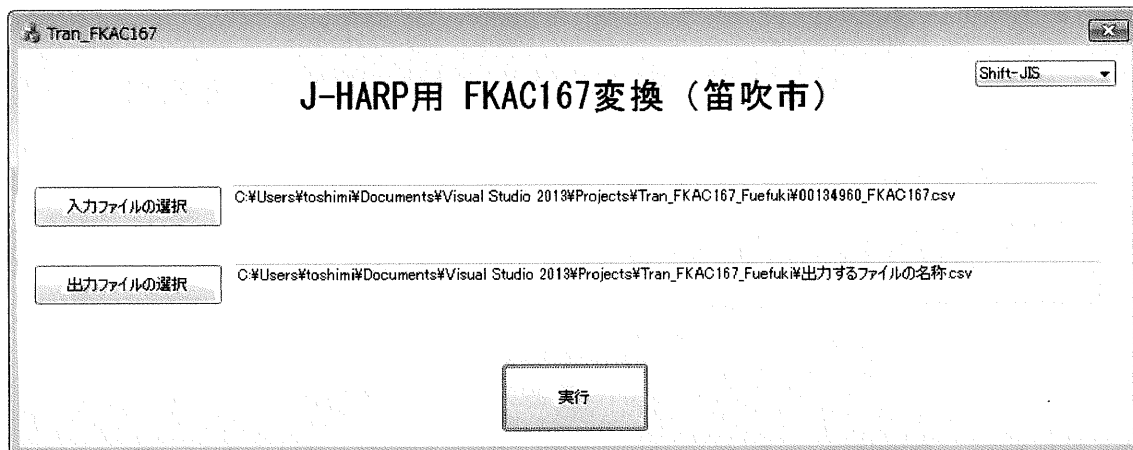 Tran_FKAC167
Shift-JIS
J-HARP用 FKAC167変換（笛吹市）
入力ファイルの選択
C:¥Users¥toshimi¥Documents¥Visual Studio 2013¥Projects¥Tran_FKAC167_Fuefuki¥00134960_FKAC167.csv
出力ファイルの選択
C:¥Users¥toshimi¥Documents¥Visual Studio 2013¥Projects¥Tran_FKAC167_Fuefuki¥出力するファイルの名称.csv
実行